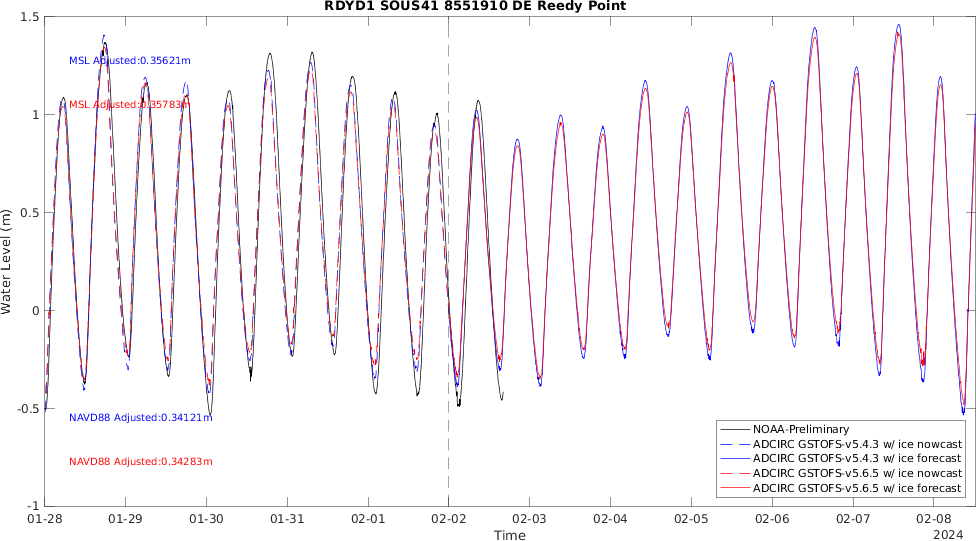 RDYD1 SOUS41 8551910 DE Reedy Point
1.5
1
0.5
0
-0.5
-1
Water Level (m)
MSL Adjusted:0.35621m
MSL Adjusted:0.35783m
NAVD88 Adjusted:0.34121m
NAVD88 Adjusted:0.34283m
NOAA-Preliminary
ADCIRC GSTOFS-v5.4.3 w/ ice nowcast
ADCIRC GSTOFS-v5.4.3 w/ ice forecast
ADCIRC GSTOFS-v5.6.5 w/ ice nowcast
ADCIRC GSTOFS-v5.6.5 w/ ice forecast
01-28 01-29 01-30 01-31 02-01 02-02 02-03 02-04 02-05 02-06 02-07 02-08
Time
2024